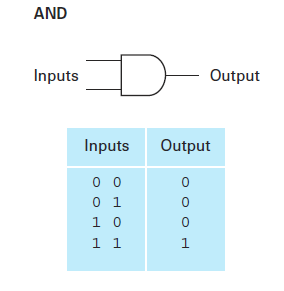 AND
Inputs Output
Inputs Output
0 0 0
0 1 0
1 0 0
1 1 1